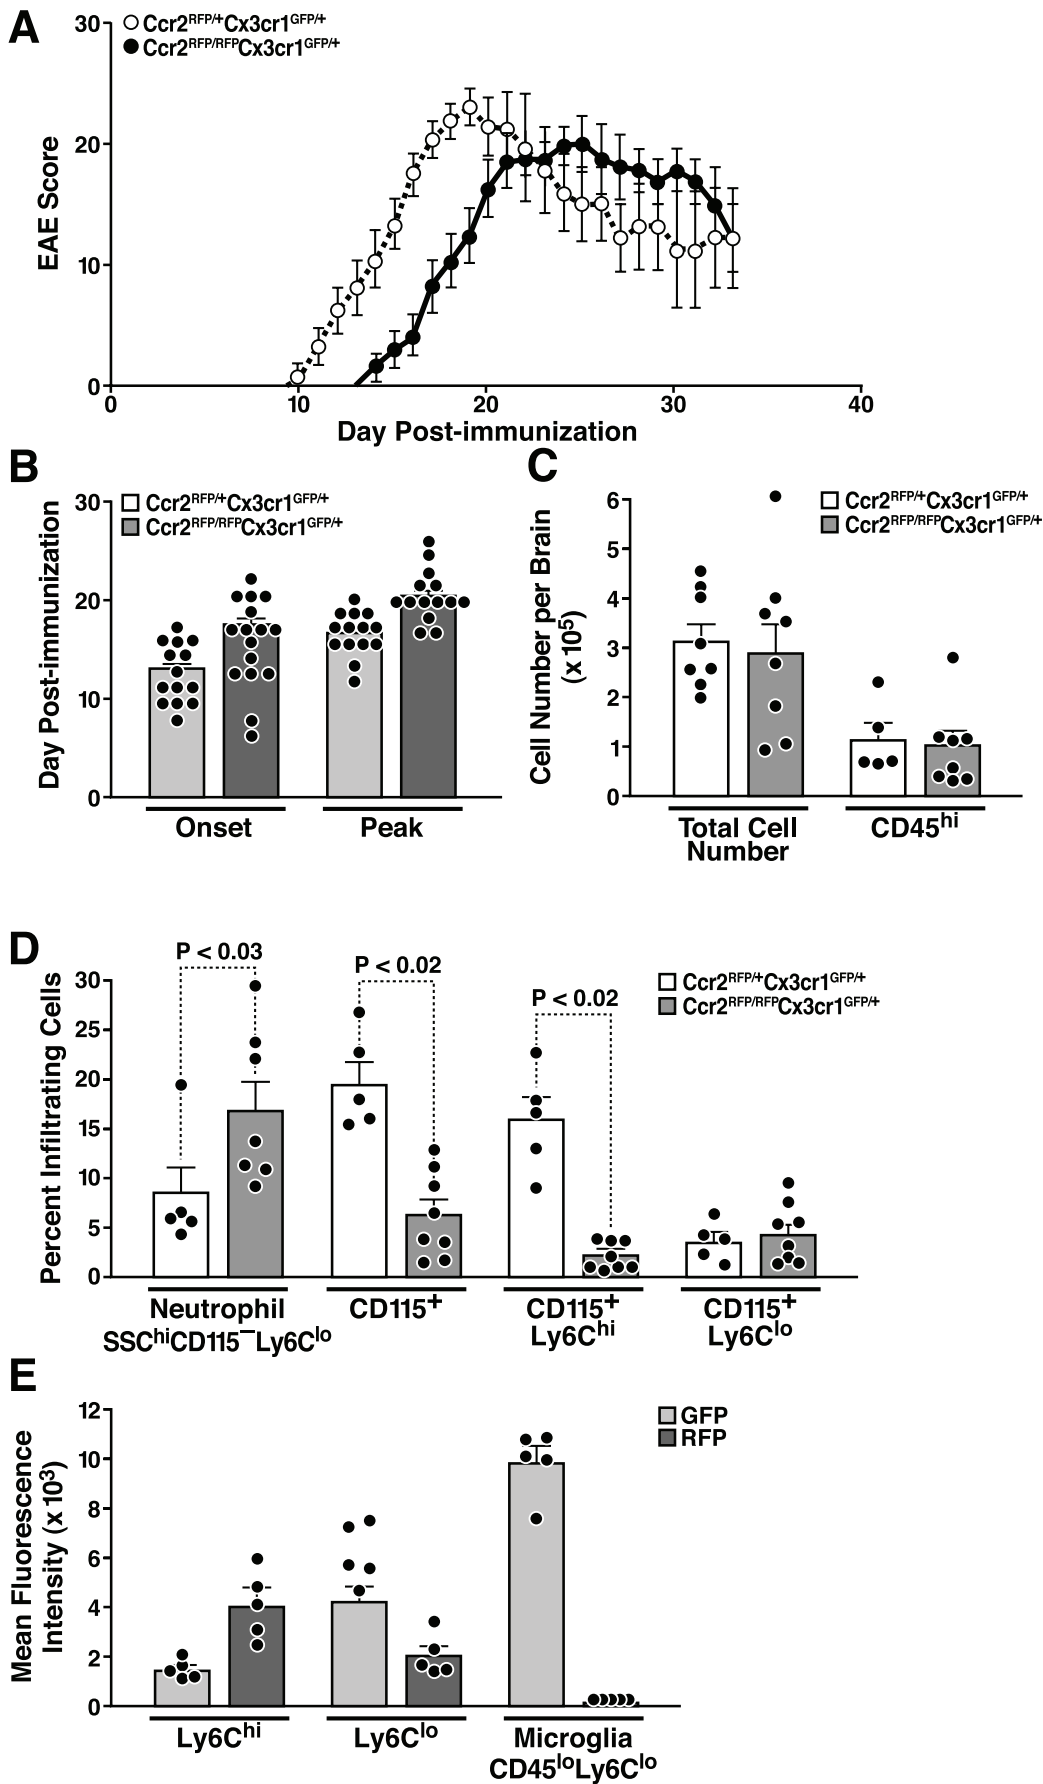 A
Ccr2RFP/+Cx3cr1GFP/+
Ccr2RFP/RFPCx3cr1GFP/+
30
20
10
0
EAE Score
0
10
20
30
40
Day Post-immunization
B
Ccr2RFP/+Cx3cr1GFP/+
Ccr2RFP/RFPCx3cr1GFP/+
30
20
10
0
Day Post-immunization
Onset
Peak
C
Ccr2RFP/+Cx3cr1GFP/+
Ccr2RFP/RFPCx3cr1GFP/+
6
5
4
3
2
1
0
Cell Number per Brain
(x 10⁵)
Total Cell
Number
CD45hi
D
P < 0.03
P < 0.02
P < 0.02
Ccr2RFP/+Cx3cr1GFP/+
Ccr2RFP/RFPCx3cr1GFP/+
30
25
20
15
10
5
0
Percent Infiltrating Cells
Neutrophil
SSChiCD115–Ly6Clo
CD115+
CD115+
Ly6Chi
CD115+
Ly6Clo
E
GFP
RFP
12
10
8
6
4
2
0
Mean Fluorescence
Intensity (x 10³)
Ly6Chi
Ly6Clo
Microglia
CD45loLy6Clo